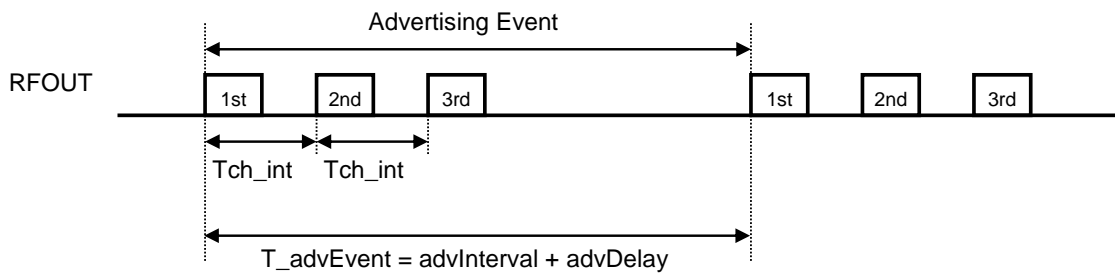 Advertising Event
RFOUT
1st 2nd 3rd 1st 2nd 3rd
Tch_int Tch_int
T_advEvent = advInterval + advDelay